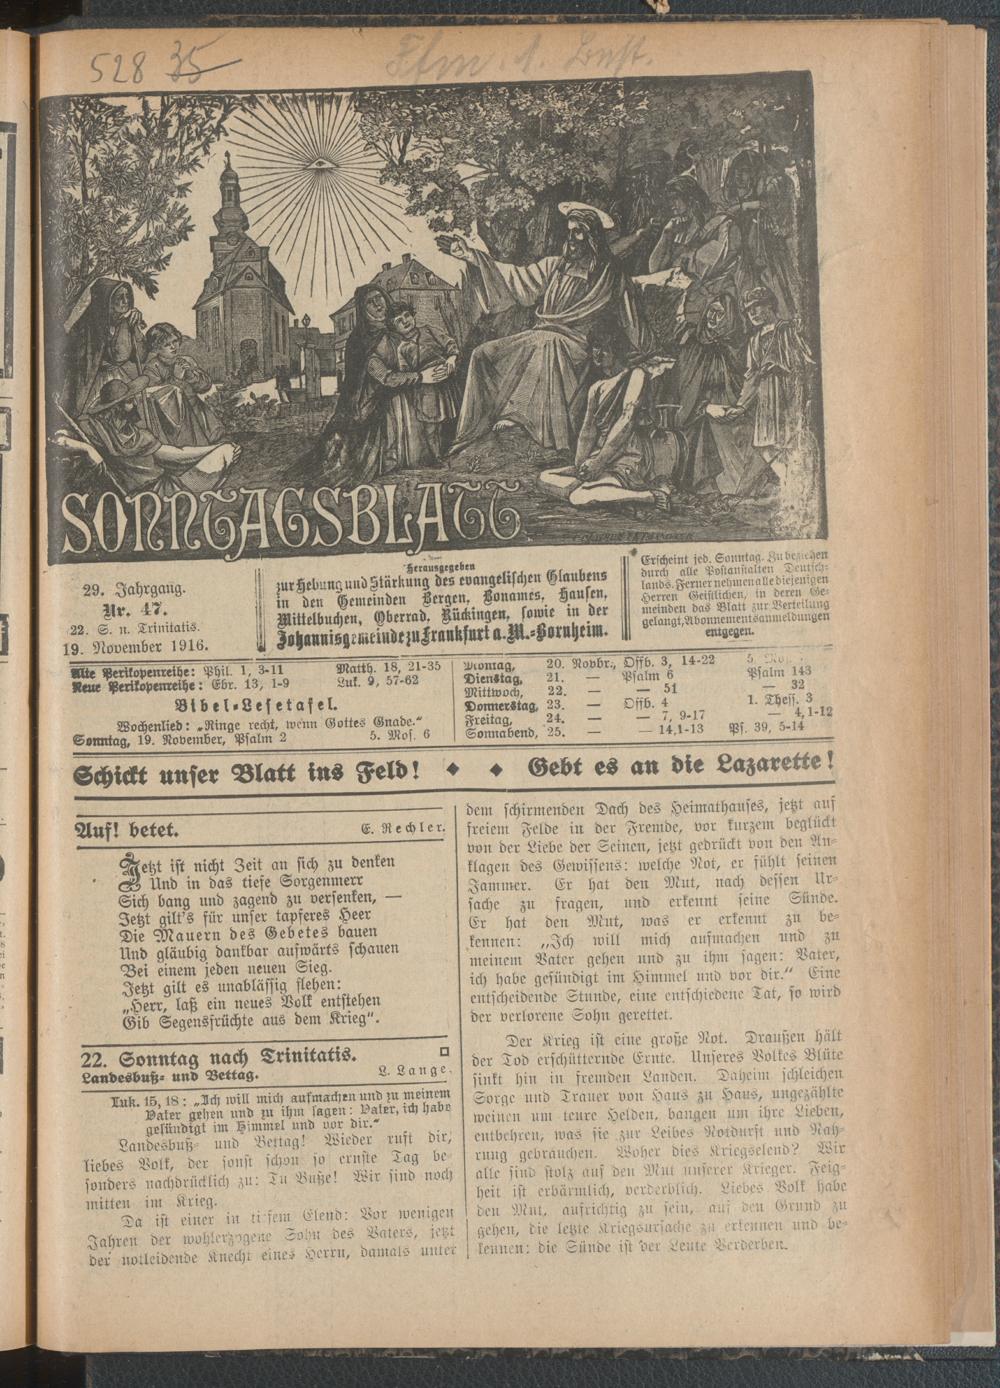 528 35
SONNTAGSBLATT
29. Jahrgang.
Nr. 47.
22. S. n. Trinitatis.
19. November 1916.
Herausgegeben
zur Hebung und Stärkung des evangelischen Glaubens
in den Gemeinden Bergen, Bonames, Hausen,
Mittelbuchen, Oberrad, Rückingen, sowie in der
Johannisgemeinde zu Frankfurt a. M.-Bornheim.
Erscheint jed. Sonntag. Zu beziehen
durch alle Postanstalten Deutsch-
lands. Ferner nehmen alle diejenigen
Herren Geistlichen, in deren Ge-
meinden das Blatt zur Verteilung
gelangt, Abonnementsanmeldungen
entgegen.
Alte Perikopenreihe: Phil. 1, 3-11 Matth. 18, 21-35
Neue Perikopenreihe: Ebr. 13, 1-9 Luk. 9, 57-62
Bibel-Lesetafel.
Wochenlied: „Ringe recht, wenn Gottes Gnade.“
Sonntag, 19. November, Psalm 2 5. Mos. 6
Montag, 20. Novbr., Offb. 3, 14-22 5.
Dienstag, 21. — Psalm 6 Psalm 143
Mittwoch, 22. — — 51 — 32
Donnerstag, 23. — Offb. 4 1. Thess. 3
Freitag, 24. — — 7, 9-17 — 4,1-12
Sonnabend, 25. — — 14,1-13 Ps. 39, 5-14
Schickt unser Blatt ins Feld! ◆ ◆ Gebt es an die Lazarette!
Auf! betet. E. Rechler.
Jetzt ist nicht Zeit an sich zu denken
Und in das tiefe Sorgenmerr
Sich bang und zagend zu versenken, —
Jetzt gilt's für unser tapferes Heer
Die Mauern des Gebetes bauen
Und gläubig dankbar aufwärts schauen
Bei einem jeden neuen Sieg.
Jetzt gilt es unablässig flehen:
„Herr, laß ein neues Volk entstehen
Gib Segensfrüchte aus dem Krieg“.
22. Sonntag nach Trinitatis.
Landesbuß- und Bettag. L. Lange.
Luk. 15, 18: „Ich will mich aufmachen und zu meinem
Vater gehen und zu ihm sagen: Vater, ich habe
gesündigt im Himmel und vor dir.“
Landesbuß- und Bettag! Wieder ruft dir,
liebes Volk, der sonst schon so ernste Tag be-
sonders nachdrücklich zu: Tu Buße! Wir sind noch
mitten im Krieg.
Da ist einer in tiefem Elend: Vor wenigen
Jahren der wohlerzogene Sohn des Vaters, jetzt
der notleidende Knecht eines Herrn, damals unter
dem schirmenden Dach des Heimathauses, jetzt auf
freiem Felde in der Fremde, vor kurzem beglückt
von der Liebe der Seinen, jetzt gedrückt von den An-
klagen des Gewissens: welche Not, er fühlt seinen
Jammer. Er hat den Mut, nach dessen Ur-
sache zu fragen, und erkennt seine Sünde.
Er hat den Mut, was er erkennt zu be-
kennen: „Ich will mich aufmachen und zu
meinem Vater gehen und zu ihm sagen: Vater,
ich habe gesündigt im Himmel und vor dir.“ Eine
entscheidende Stunde, eine entschiedene Tat, so wird
der verlorene Sohn gerettet.
Der Krieg ist eine große Not. Draußen hält
der Tod erschütternde Ernte. Unseres Volkes Blüte
sinkt hin in fremden Landen. Daheim schleichen
Sorge und Trauer von Haus zu Haus, ungezählte
weinen um teure Helden, bangen um ihre Lieben,
entbehren, was sie zur Leibes Notdurft und Nah-
rung gebrauchen. Woher dies Kriegselend? Wir
alle sind stolz auf den Mut unserer Krieger. Feig-
heit ist erbärmlich, verderblich. Liebes Volk habe
den Mut, aufrichtig zu sein, auf den Grund zu
gehen, die letzte Kriegsursache zu erkennen und be-
kennen: die Sünde ist der Leute Verderben.